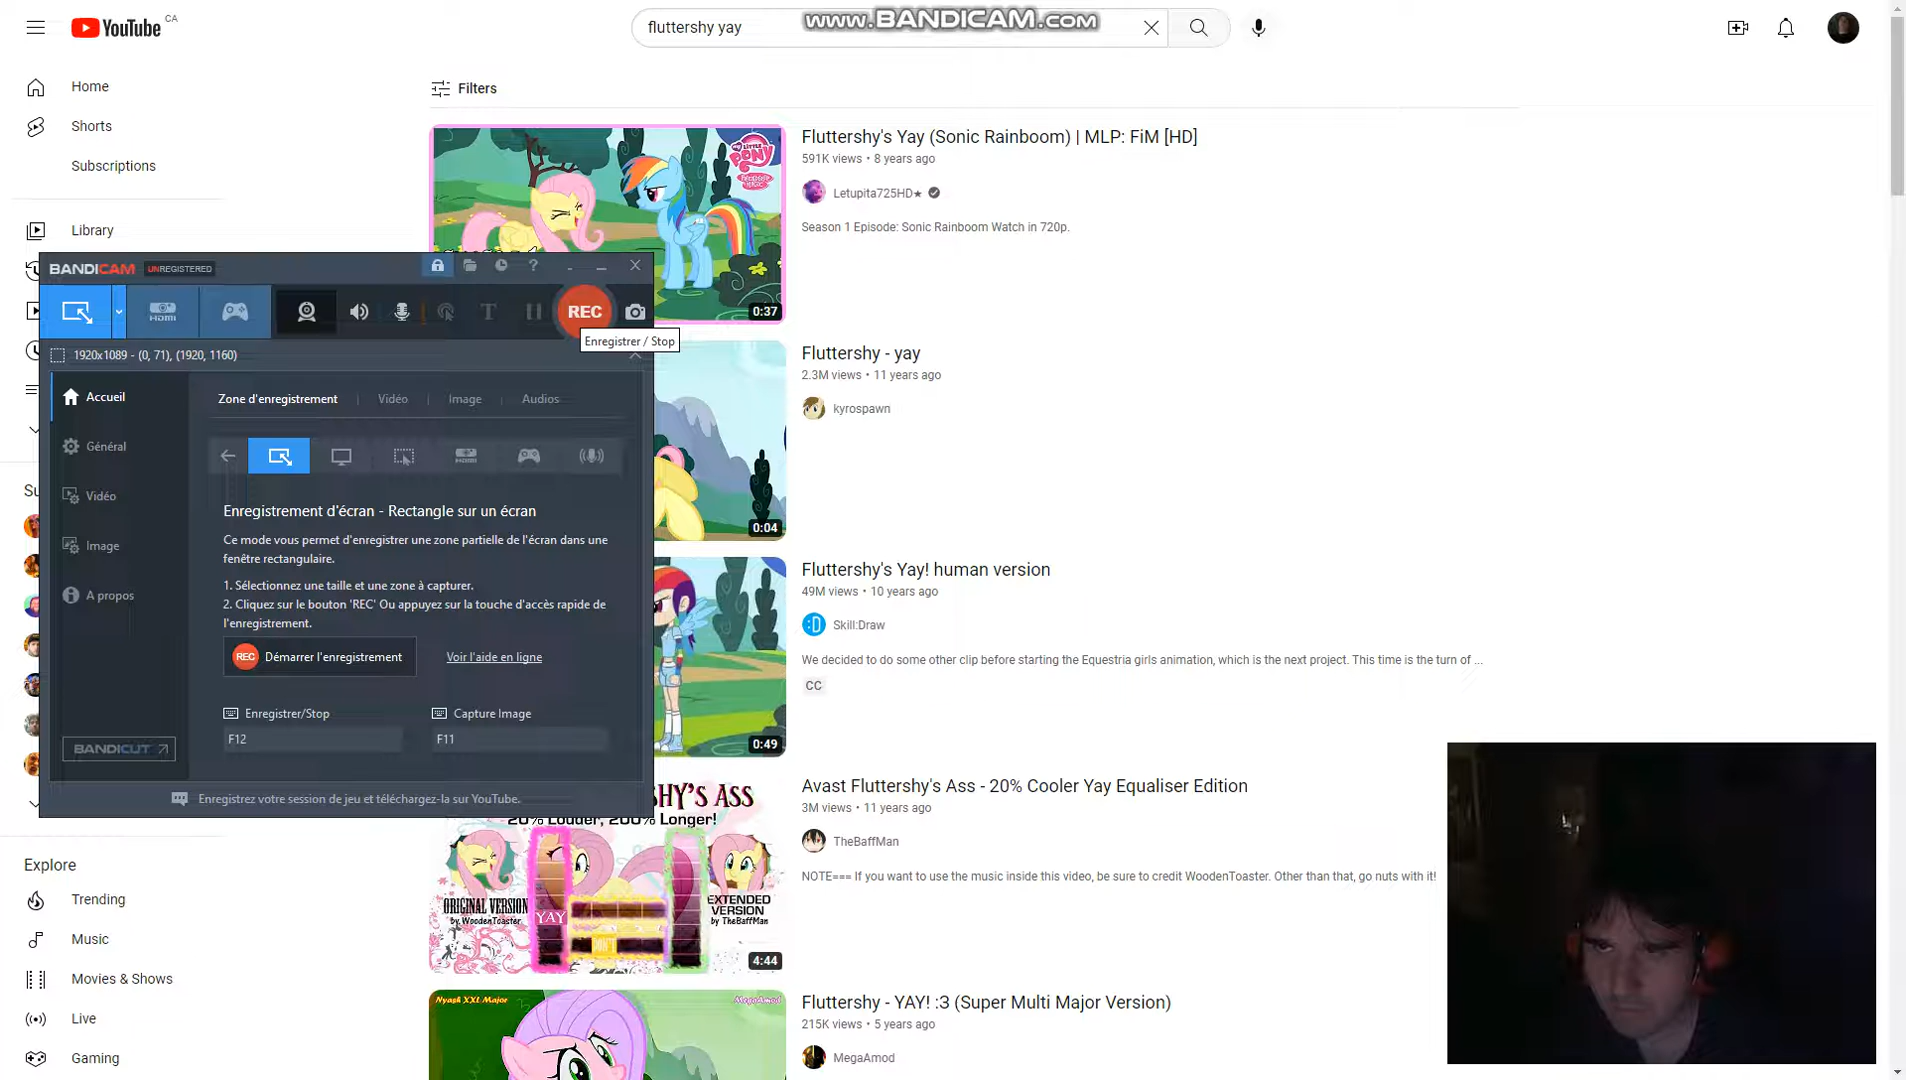 YouTube CA
fluttershy yay
www.BANDICAM.com
Home
Shorts
Subscriptions
Library
Filters
Fluttershy's Yay (Sonic Rainboom) | MLP: FiM [HD]
591K views • 8 years ago
Letupita725HD★
Season 1 Episode: Sonic Rainboom Watch in 720p.
MY LITTLE PONY
0:37
BANDICAM UNREGISTERED
HDMI
REC
Enregistrer / Stop
1920x1089 - (0, 71), (1920, 1160)
Accueil
Général
Vidéo
Image
A propos
BANDICUT
Zone d'enregistrement
Vidéo
Image
Audios
Enregistrement d'écran - Rectangle sur un écran
Ce mode vous permet d'enregistrer une zone partielle de l'écran dans une
fenêtre rectangulaire.
1. Sélectionnez une taille et une zone à capturer.
2. Cliquez sur le bouton 'REC' Ou appuyez sur la touche d'accès rapide de
l'enregistrement.
REC Démarrer l'enregistrement
Voir l'aide en ligne
Enregistrer/Stop
F12
Capture Image
F11
Enregistrez votre session de jeu et téléchargez-la sur YouTube.
Su
Fluttershy - yay
2.3M views • 11 years ago
kyrospawn
0:04
Fluttershy's Yay! human version
49M views • 10 years ago
Skill:Draw
We decided to do some other clip before starting the Equestria girls animation, which is the next project. This time is the turn of ...
CC
0:49
Avast Fluttershy's Ass - 20% Cooler Yay Equaliser Edition
3M views • 11 years ago
TheBaffMan
NOTE=== If you want to use the music inside this video, be sure to credit WoodenToaster. Other than that, go nuts with it!
HY'S ASS
20% Louder, 200% Longer!
ORIGINAL VERSION
by WoodenToaster
YAY
EXTENDED
VERSION
by TheBaffMan
4:44
Explore
Trending
Music
Movies & Shows
Live
Gaming
Nyash XXL Major
MegaAmod
Fluttershy - YAY! :3 (Super Multi Major Version)
215K views • 5 years ago
MegaAmod